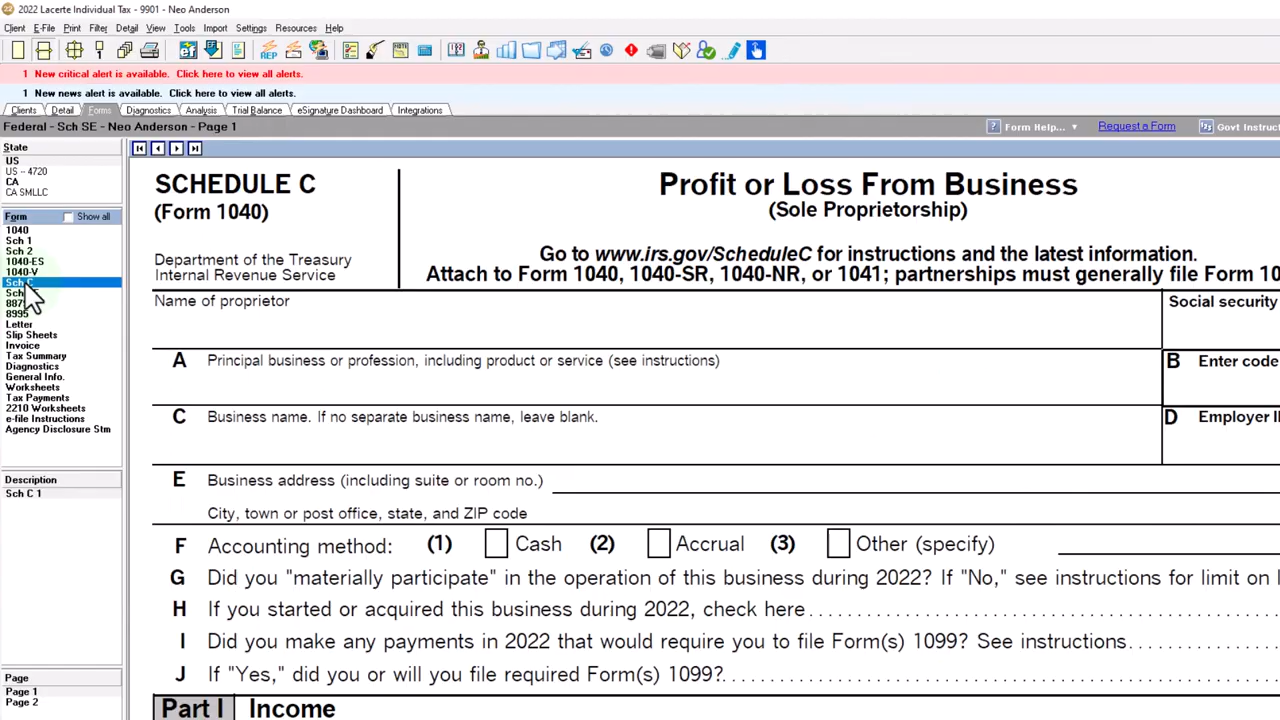 2022 Lacerte Individual Tax - 9901 - Neo Anderson
Client E-File Print Filter Detail View Tools Import Settings Resources Help
1 New critical alert is available. Click here to view all alerts.
1 New news alert is available. Click here to view all alerts.
Clients Detail Forms Diagnostics Analysis Trial Balance eSignature Dashboard Integrations
Federal - Sch SE - Neo Anderson - Page 1 Form Help... Request a Form Govt Instruc
State
US
US -- 4720
CA
CA SMLLC
Form Show all
1040
Sch 1
Sch 2
1040-ES
1040-V
Sch C
Sch
8995
Letter
Slip Sheets
Invoice
Tax Summary
Diagnostics
General Info.
Worksheets
Tax Payments
2210 Worksheets
e-file Instructions
Agency Disclosure Stm
Description
Sch C 1
Page
Page 1
Page 2
SCHEDULE C
(Form 1040)
Department of the Treasury
Internal Revenue Service
Profit or Loss From Business
(Sole Proprietorship)
Go to www.irs.gov/ScheduleC for instructions and the latest information.
Attach to Form 1040, 1040-SR, 1040-NR, or 1041; partnerships must generally file Form 10
Name of proprietor
Social security
A Principal business or profession, including product or service (see instructions)
B Enter code
C Business name. If no separate business name, leave blank.
D Employer I
E Business address (including suite or room no.)
City, town or post office, state, and ZIP code
F Accounting method: (1) Cash (2) Accrual (3) Other (specify)
G Did you "materially participate" in the operation of this business during 2022? If "No," see instructions for limit on l
H If you started or acquired this business during 2022, check here
I Did you make any payments in 2022 that would require you to file Form(s) 1099? See instructions
J If "Yes," did you or will you file required Form(s) 1099?
Part I Income